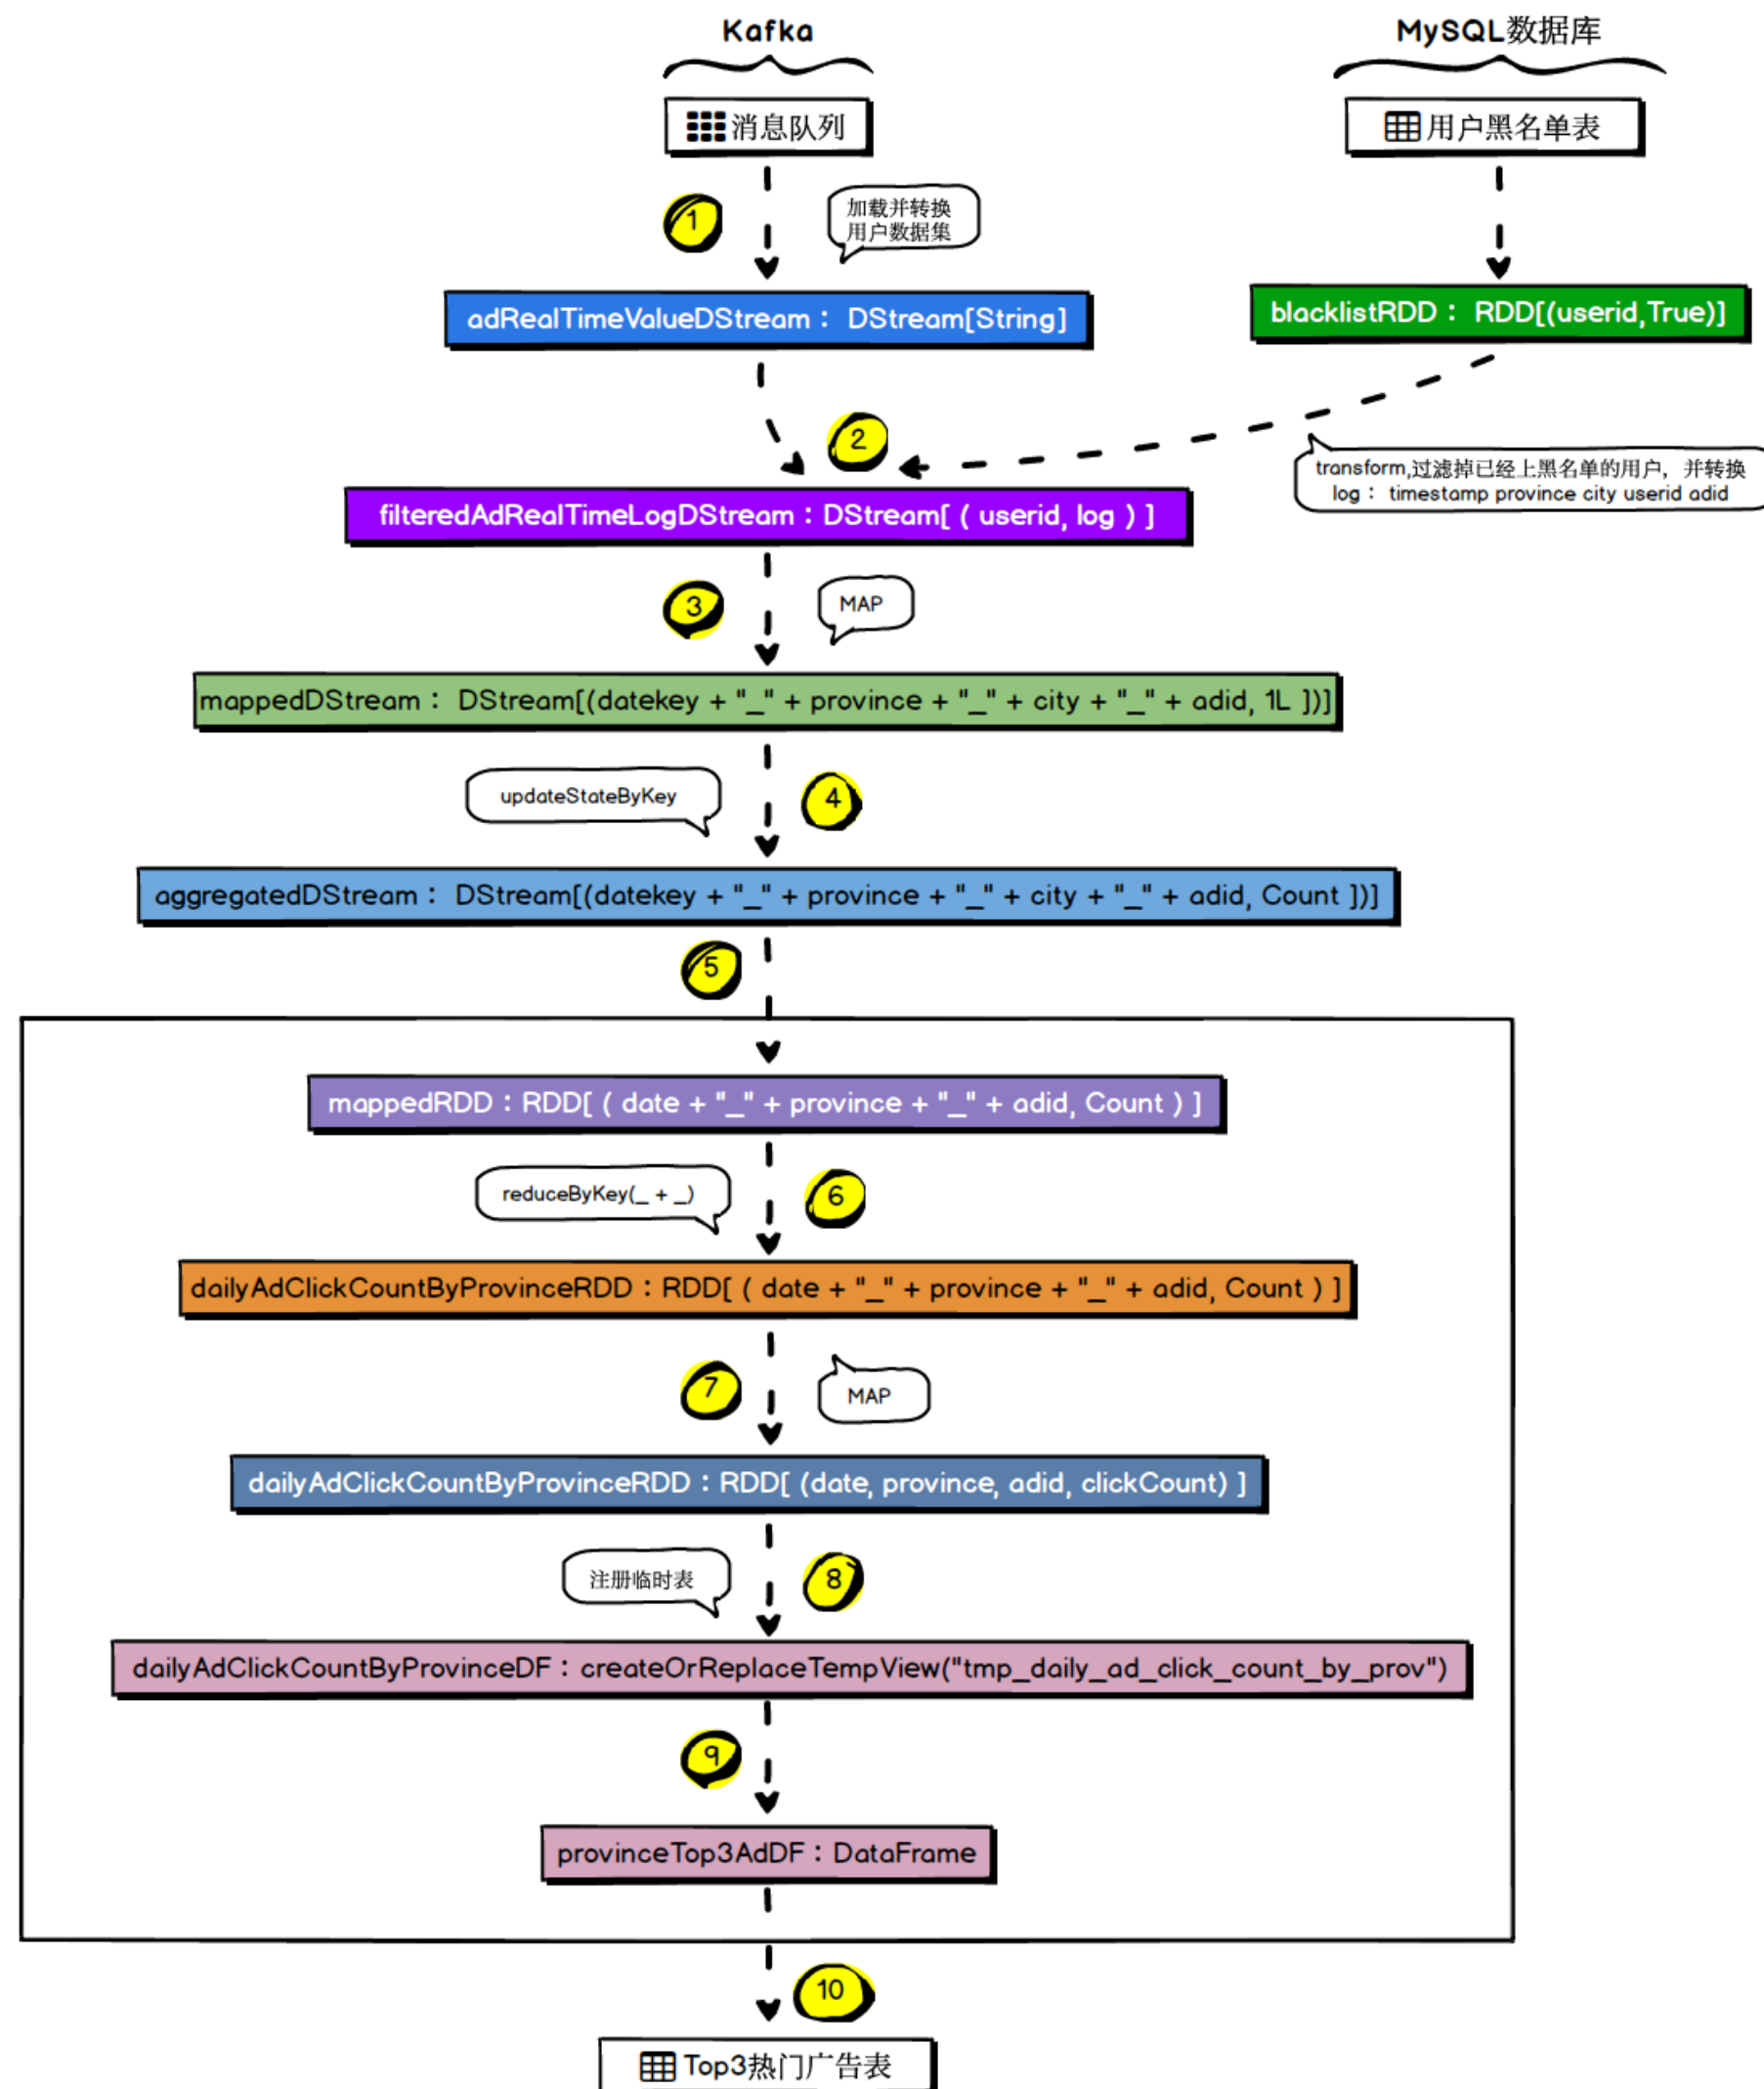 Kafka
MySQL数据库
消息队列
用户黑名单表
1
加载并转换
用户数据集
adRealTimeValueDStream： DStream[String]
blacklistRDD： RDD[(userid,True)]
2
transform,过滤掉已经上黑名单的用户，并转换
log： timestamp province city userid adid
filteredAdRealTimeLogDStream：DStream[ ( userid, log ) ]
3
MAP
mappedDStream： DStream[(datekey + "_" + province + "_" + city + "_" + adid, 1L ])]
updateStateByKey
4
aggregatedDStream： DStream[(datekey + "_" + province + "_" + city + "_" + adid, Count ])]
5
mappedRDD：RDD[ ( date + "_" + province + "_" + adid, Count ) ]
reduceByKey(_ + _)
6
dailyAdClickCountByProvinceRDD：RDD[ ( date + "_" + province + "_" + adid, Count ) ]
7
MAP
dailyAdClickCountByProvinceRDD：RDD[ (date, province, adid, clickCount) ]
注册临时表
8
dailyAdClickCountByProvinceDF：createOrReplaceTempView("tmp_daily_ad_click_count_by_prov")
9
provinceTop3AdDF：DataFrame
10
Top3热门广告表